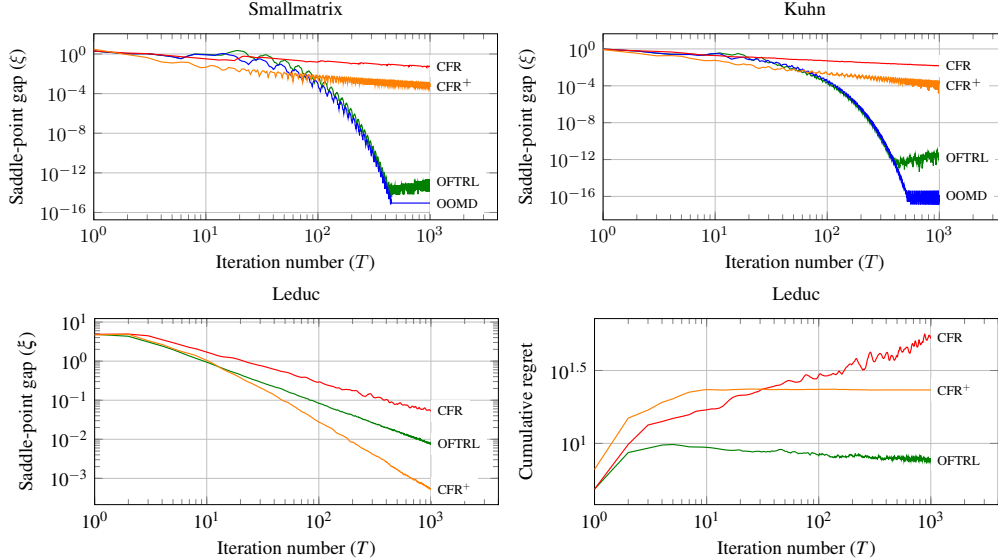 Smallmatrix
Saddle-point gap (ξ)
10^0
10^−4
10^−8
10^−12
10^−16
CFR
CFR^+
OFTRL
OOMD
10^0 10^1 10^2 10^3
Iteration number (T)
Kuhn
Saddle-point gap (ξ)
10^0
10^−4
10^−8
10^−12
10^−16
CFR
CFR^+
OFTRL
OOMD
10^0 10^1 10^2 10^3
Iteration number (T)
Leduc
Saddle-point gap (ξ)
10^1
10^0
10^−1
10^−2
10^−3
CFR
OFTRL
CFR^+
10^0 10^1 10^2 10^3
Iteration number (T)
Leduc
Cumulative regret
10^1.5
10^1
CFR
CFR^+
OFTRL
10^0 10^1 10^2 10^3
Iteration number (T)